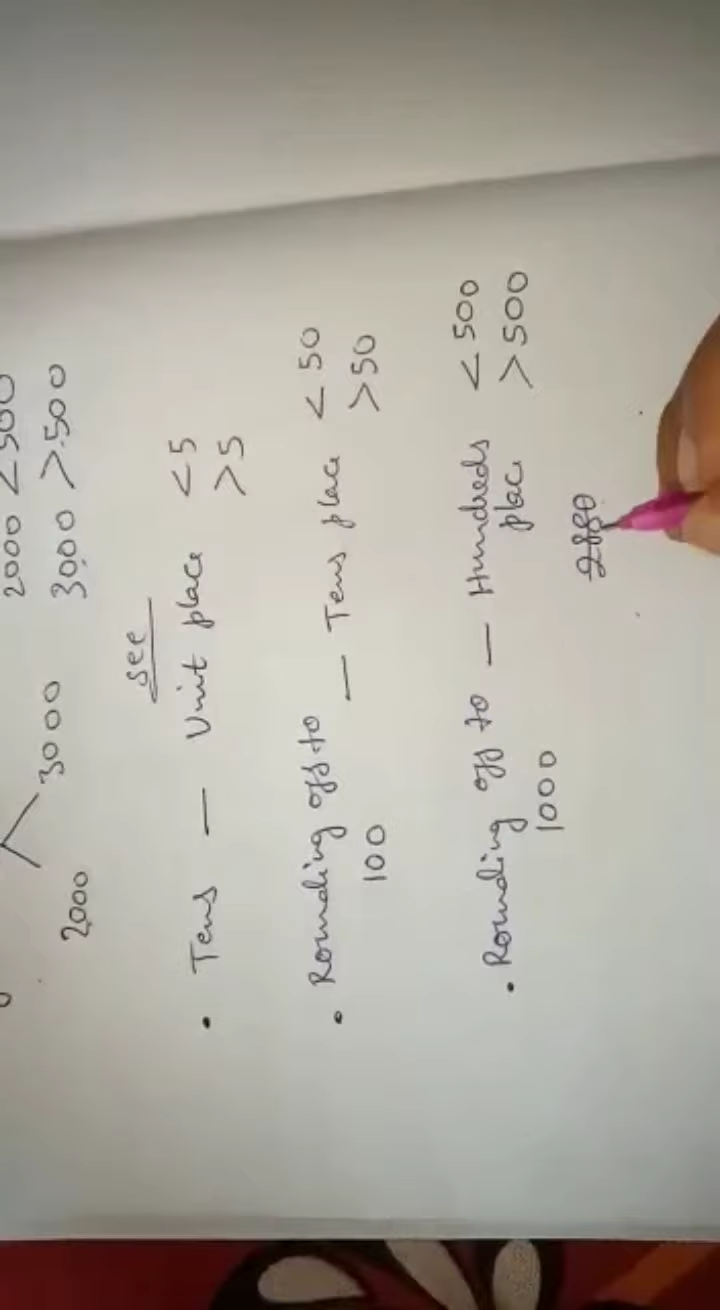 2000 < 500
3000
3000 > 500
2000
see
• Tens — Unit place < 5
> 5
• Rounding off to — Tens place < 50
100 > 50
• Rounding off to — Hundreds < 500
1000 plac > 500